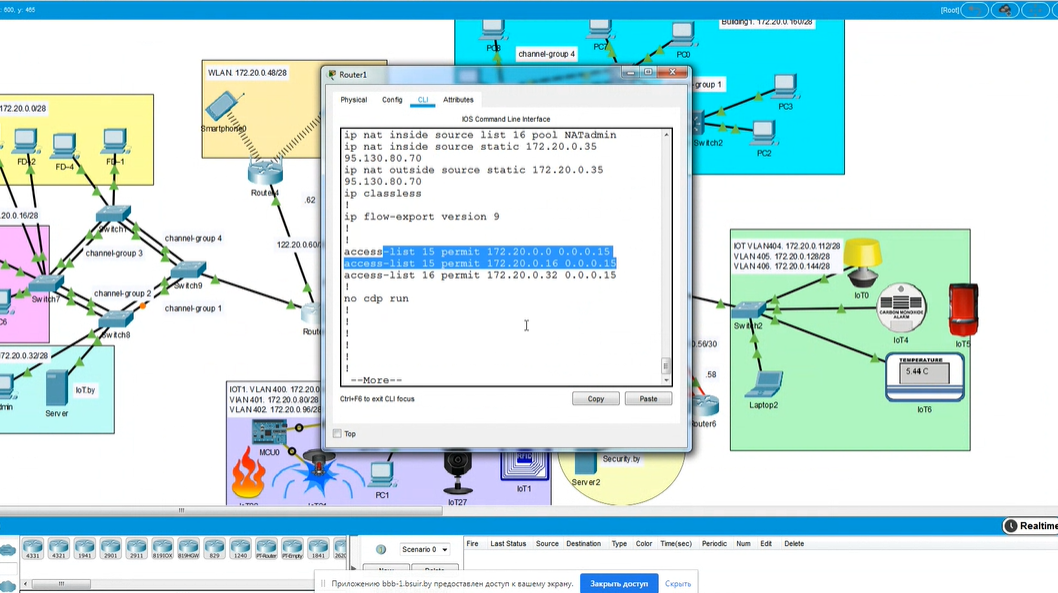 : 500, y: 465
[Root]
172.20.0.0/28
FD-2
FD-4
FD-1
.20.0.16/28
Switch1
channel-group 4
channel-group 3
Switch9
Switch7
channel-group 2
channel-group 1
Switch8
172.20.0.32/28
Server
IoT.by
WLAN. 172.20.0.48/28
Smartphone0
.62
122.20.0.60/
PC8
channel-group 4
PC7
PC0
Building1. 172.20.160/28
group 1
PC3
Switch2
PC2
Router1
Physical
Config
CLI
Attributes
IOS Command Line Interface
ip nat inside source list 16 pool NATadmin
ip nat inside source static 172.20.0.35
95.130.80.70
ip nat outside source static 172.20.0.35
95.130.80.70
ip classless
!
ip flow-export version 9
!
!
access-list 15 permit 172.20.0.0 0.0.0.15
access-list 15 permit 172.20.0.16 0.0.0.15
access-list 16 permit 172.20.0.32 0.0.0.15
!
no cdp run
!
!
!
!
!
!
--More--
Ctrl+F6 to exit CLI focus
Copy
Paste
Top
IOT VLAN404. 172.20.0.112/28
VLAN 405. 172.20.0.128/28
VLAN 406. 172.20.0.144/28
IoT0
CARBON MONOXIDE
ALARM
IoT4
IoT5
Switch2
TEMPERATURE
5.44 C
IoT6
Laptop2
0.56/30
.58
outer6
IOT1. VLAN 400. 172.20.0
VLAN 401. 172.20.0.80/28
VLAN 402. 172.20.0.96/28
MCU0
PC1
IoT27
IoT1
Server2
Security.by
Realtime
4331
4321
1941
2901
2911
819IOX
819HGW
829
1240
PT-Router
PT-Empty
1841
2620
Scenario 0
New
Delete
Fire
Last Status
Source
Destination
Type
Color
Time(sec)
Periodic
Num
Edit
Delete
Приложению bbb-1.bsuir.by предоставлен доступ к вашему экрану.
Закрыть доступ
Скрыть